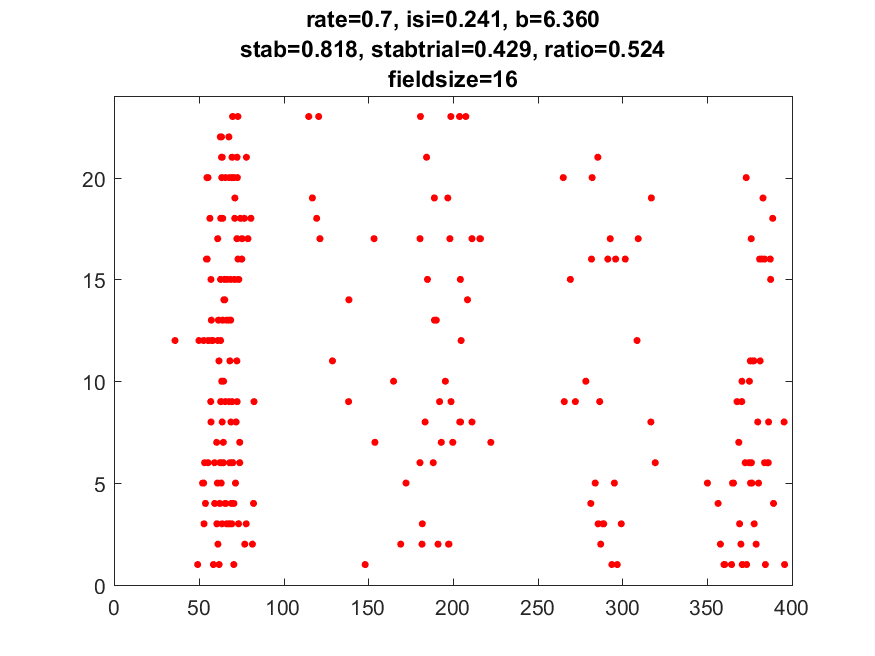 rate=0.7, isi=0.241, b=6.360
stab=0.818, stabtrial=0.429, ratio=0.524
fieldsize=16
20
15
10
5
0
0 50 100 150 200 250 300 350 400